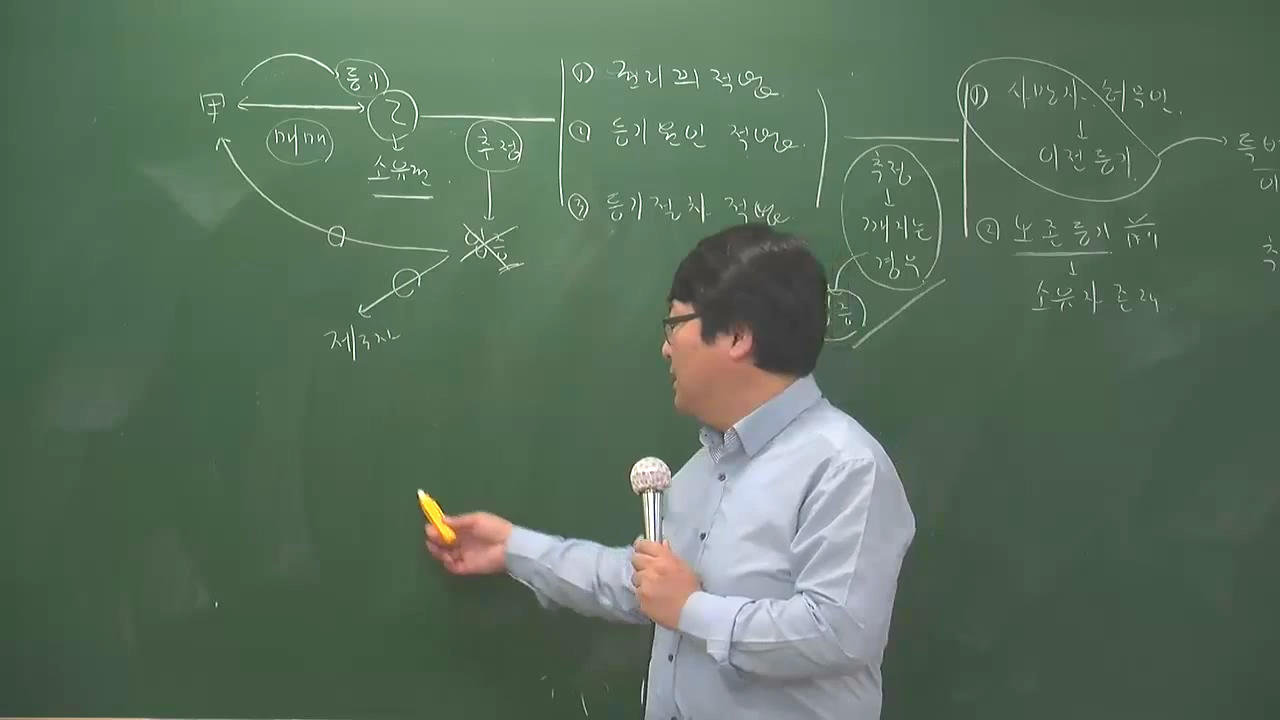 甲
등기
乙
매매
소유권.
추정
입증
제3자
① 권리의 적법.
② 등기원인 적법.
③ 등기절차 적법.
추정
↓
깨지는
경우
증
① 사망자. 허무인.
↓
이전등기.
② 보존등기
↓
소유자 존재.